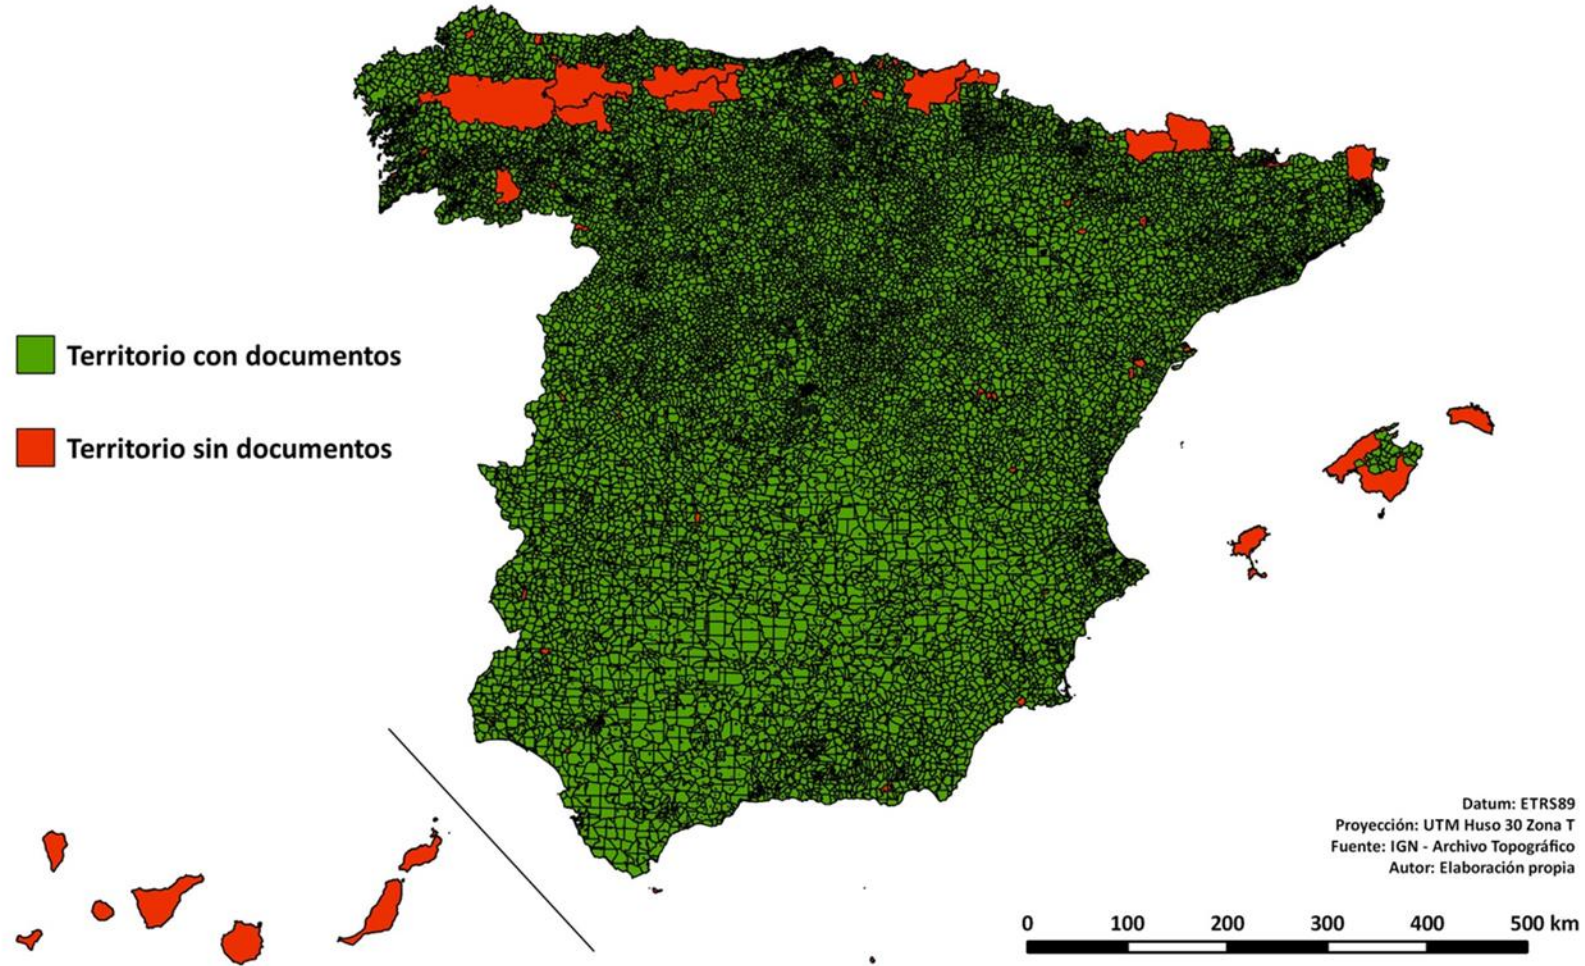 Territorio con documentos
Territorio sin documentos
Datum: ETRS89
Proyección: UTM Huso 30 Zona T
Fuente: IGN - Archivo Topográfico
Autor: Elaboración propia
0 100 200 300 400 500 km